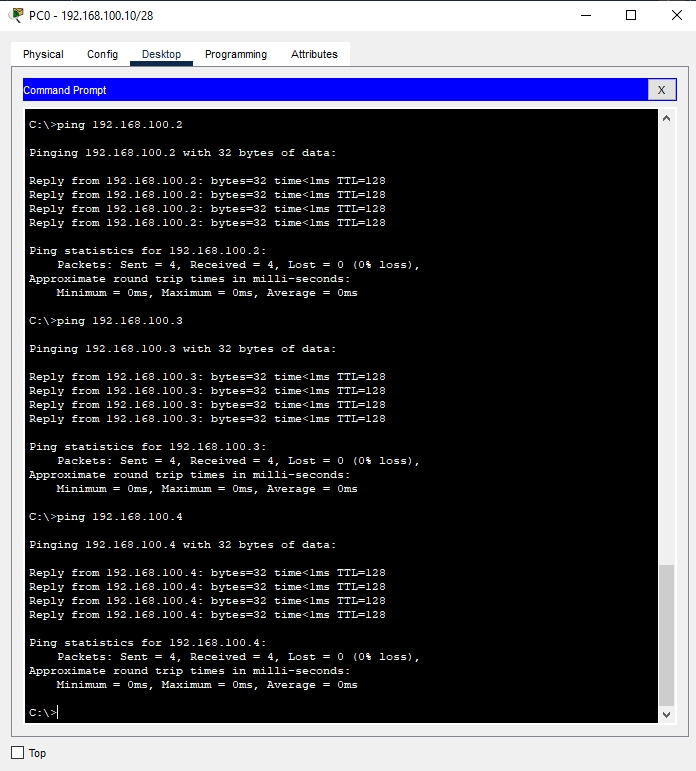 PC0 - 192.168.100.10/28
Physical Config Desktop Programming Attributes
Command Prompt X
C:\>ping 192.168.100.2
Pinging 192.168.100.2 with 32 bytes of data:
Reply from 192.168.100.2: bytes=32 time<1ms TTL=128
Reply from 192.168.100.2: bytes=32 time<1ms TTL=128
Reply from 192.168.100.2: bytes=32 time<1ms TTL=128
Reply from 192.168.100.2: bytes=32 time<1ms TTL=128
Ping statistics for 192.168.100.2:
Packets: Sent = 4, Received = 4, Lost = 0 (0% loss),
Approximate round trip times in milli-seconds:
Minimum = 0ms, Maximum = 0ms, Average = 0ms
C:\>ping 192.168.100.3
Pinging 192.168.100.3 with 32 bytes of data:
Reply from 192.168.100.3: bytes=32 time<1ms TTL=128
Reply from 192.168.100.3: bytes=32 time<1ms TTL=128
Reply from 192.168.100.3: bytes=32 time<1ms TTL=128
Reply from 192.168.100.3: bytes=32 time<1ms TTL=128
Ping statistics for 192.168.100.3:
Packets: Sent = 4, Received = 4, Lost = 0 (0% loss),
Approximate round trip times in milli-seconds:
Minimum = 0ms, Maximum = 0ms, Average = 0ms
C:\>ping 192.168.100.4
Pinging 192.168.100.4 with 32 bytes of data:
Reply from 192.168.100.4: bytes=32 time<1ms TTL=128
Reply from 192.168.100.4: bytes=32 time<1ms TTL=128
Reply from 192.168.100.4: bytes=32 time<1ms TTL=128
Reply from 192.168.100.4: bytes=32 time<1ms TTL=128
Ping statistics for 192.168.100.4:
Packets: Sent = 4, Received = 4, Lost = 0 (0% loss),
Approximate round trip times in milli-seconds:
Minimum = 0ms, Maximum = 0ms, Average = 0ms
C:\>
Top